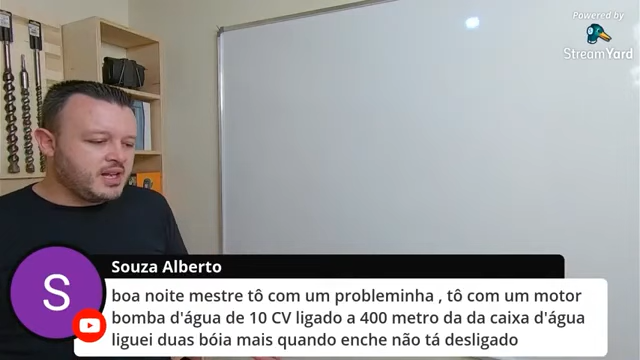 Powered by
StreamYard
Souza Alberto
S
boa noite mestre tô com um probleminha , tô com um motor
bomba d'água de 10 CV ligado a 400 metro da da caixa d'água
liguei duas bóia mais quando enche não tá desligado